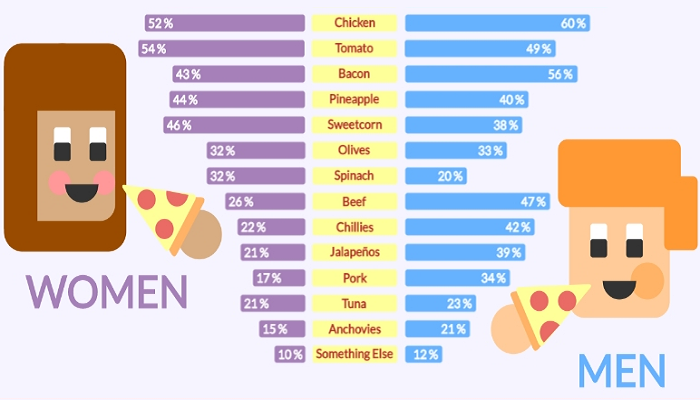 52% Chicken 60%
54% Tomato 49%
43% Bacon 56%
44% Pineapple 40%
46% Sweetcorn 38%
32% Olives 33%
32% Spinach 20%
26% Beef 47%
22% Chillies 42%
21% Jalapeños 39%
17% Pork 34%
21% Tuna 23%
15% Anchovies 21%
10% Something Else 12%
WOMEN
MEN